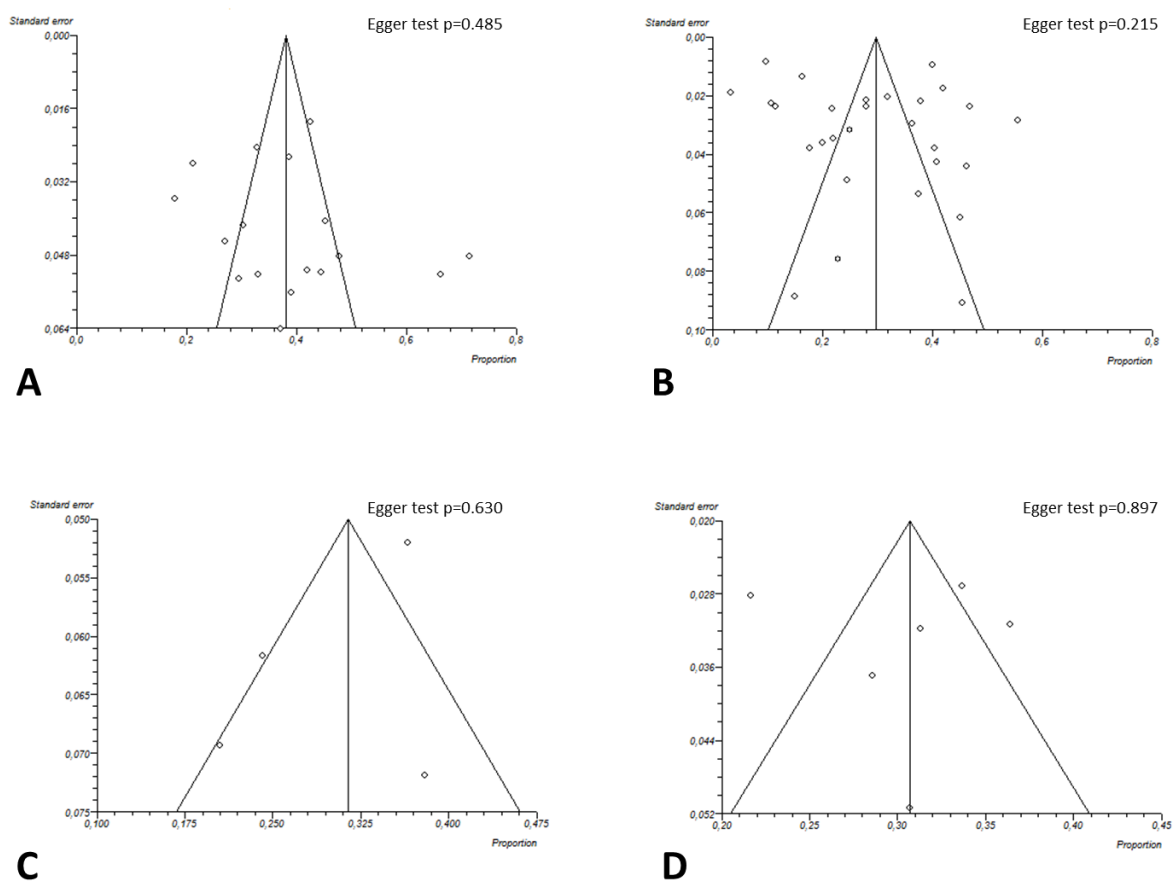 Standard error
Egger test p=0.485
0,000
0,016
0,032
0,048
0,064
0,0
0,2
0,4
0,6
0,8
Proportion
A
Standard error
Egger test p=0.215
0,00
0,02
0,04
0,06
0,08
0,10
0,0
0,2
0,4
0,6
0,8
Proportion
B
Standard error
Egger test p=0.630
0,050
0,055
0,060
0,065
0,070
0,075
0,100
0,175
0,250
0,325
0,400
0,475
Proportion
C
Standard error
Egger test p=0.897
0,020
0,028
0,036
0,044
0,052
0,20
0,25
0,30
0,35
0,40
0,45
Proportion
D